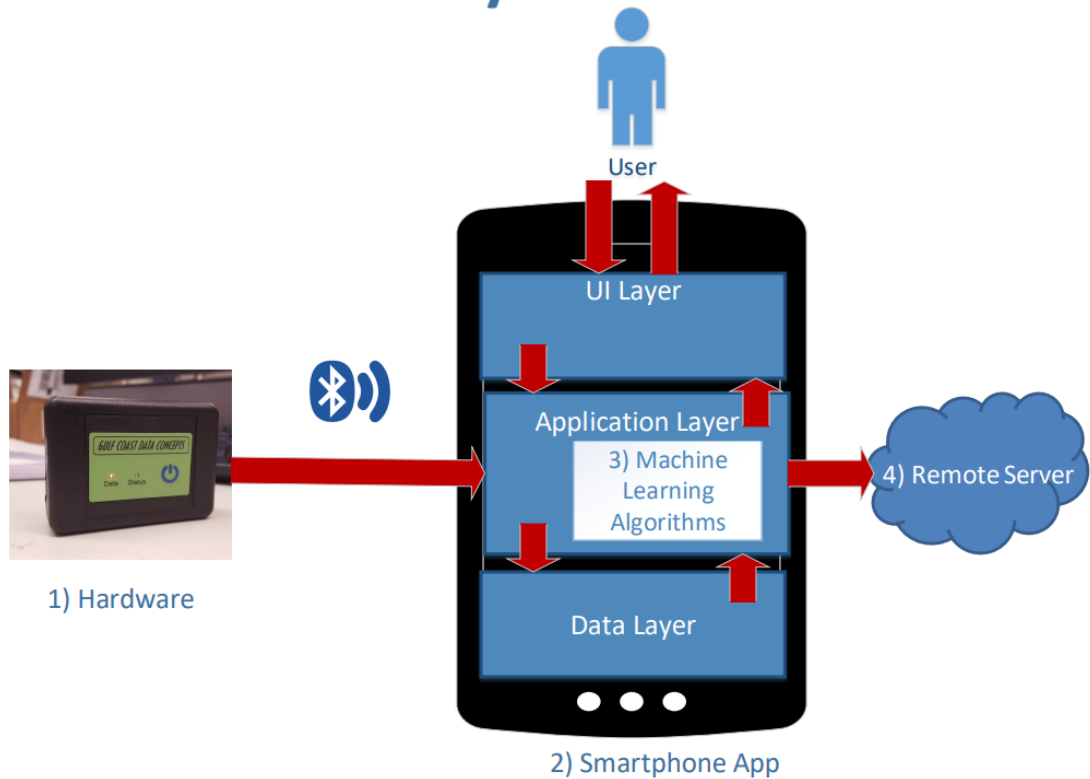 User
UI Layer
Application Layer
3) Machine
Learning
Algorithms
GULF COAST DATA CONCEPTS
Data Status
4) Remote Server
1) Hardware
Data Layer
2) Smartphone App